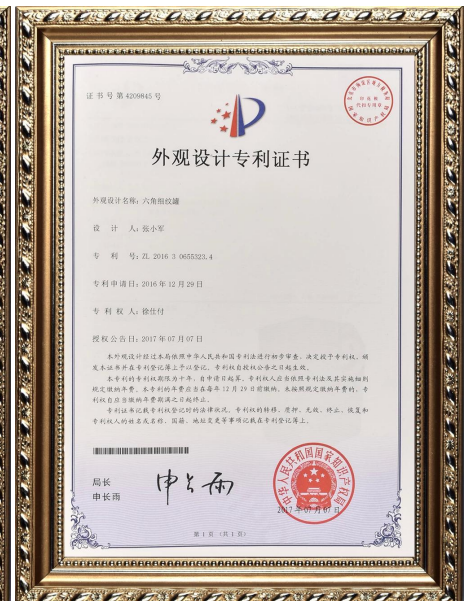 证 书 号 第 4209845 号
外观设计专利证书
外观设计名称：六角细纹罐
设 计 人：张小军
专 利 号：ZL 2016 3 0655323.4
专利申请日：2016年12月29日
专 利 权 人：徐仕付
授权公告日：2017年07月07日
本外观设计经过本局依照中华人民共和国专利法进行初步审查，决定授予专利权，颁
发本证书并在专利登记簿上予以登记。专利权自授权公告之日起生效。
本专利的专利权期限为十年，自申请日起算。专利权人应当依照专利法及其实施细则
规定缴纳年费。本专利的年费应当在每年12月29日前缴纳。未按照规定缴纳年费的，专
利权自应当缴纳年费期满之日起终止。
专利证书记载专利权登记时的法律状况。专利权的转移、质押、无效、终止、恢复和
专利权人的姓名或名称、国籍、地址变更等事项记载在专利登记簿上。
局长
申长雨
申长雨
中华人民共和国国家知识产权局
2017年07月07日
第 1 页 （共 1 页）